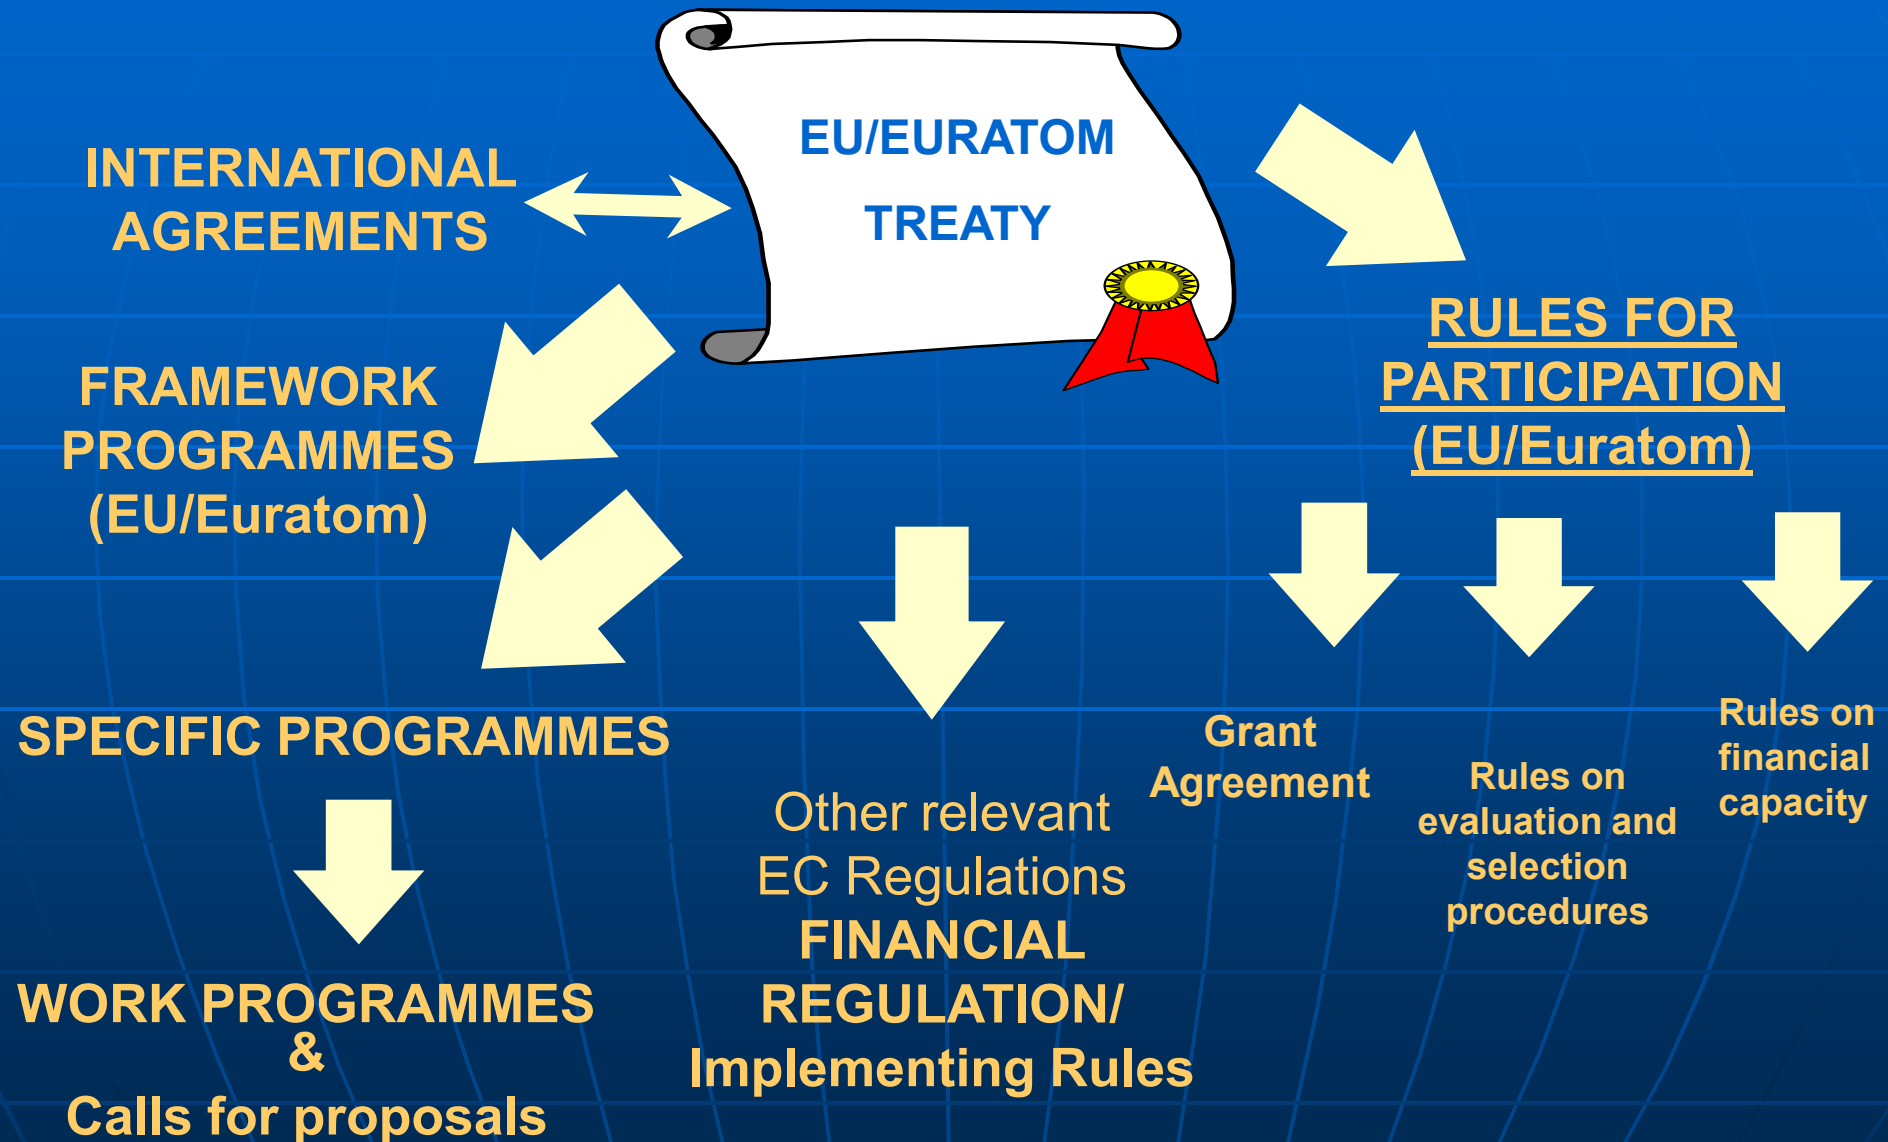 EU/EURATOM
TREATY
INTERNATIONAL
AGREEMENTS
FRAMEWORK
PROGRAMMES
(EU/Euratom)
SPECIFIC PROGRAMMES
WORK PROGRAMMES
&
Calls for proposals
Other relevant
EC Regulations
FINANCIAL
REGULATION/
Implementing Rules
RULES FOR
PARTICIPATION
(EU/Euratom)
Grant
Agreement
Rules on
evaluation and
selection
procedures
Rules on
financial
capacity